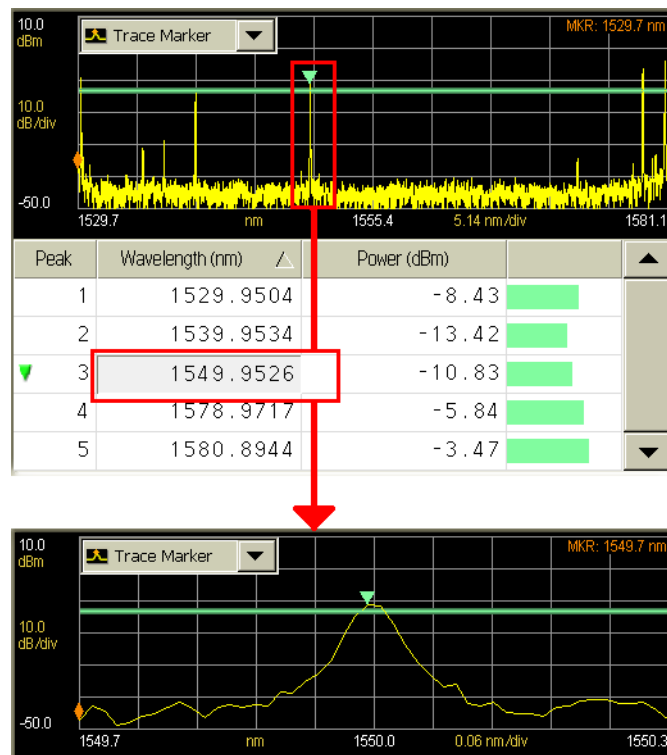 10.0
dBm
Trace Marker
MKR: 1529.7 nm
10.0
dB/div
-50.0
1529.7 nm 1555.4 5.14 nm/div 1581.1
Peak Wavelength (nm) Power (dBm)
1 1529.9504 -8.43
2 1539.9534 -13.42
3 1549.9526 -10.83
4 1578.9717 -5.84
5 1580.8944 -3.47
10.0
dBm
Trace Marker
MKR: 1549.7 nm
10.0
dB/div
-50.0
1549.7 nm 1550.0 0.06 nm/div 1550.3